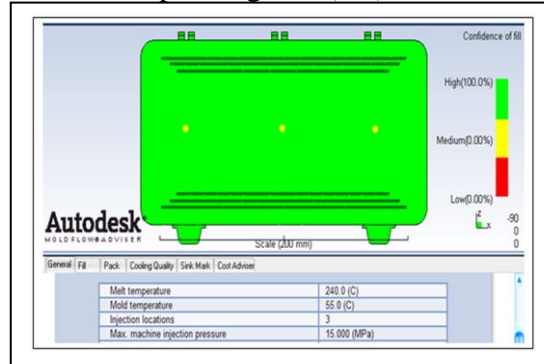 Confidence of fill
High(100.0%)
Medium(0.00%)
Low(0.00%)
Autodesk
MOLDFLOW ADVISER
Scale (200 mm)
z
x
-90
0
0
General Fill Pack Cooling Quality Sink Mark Cost Adviser
Melt temperature 240.0 (C)
Mold temperature 55.0 (C)
Injection locations 3
Max. machine injection pressure 15.000 (MPa)